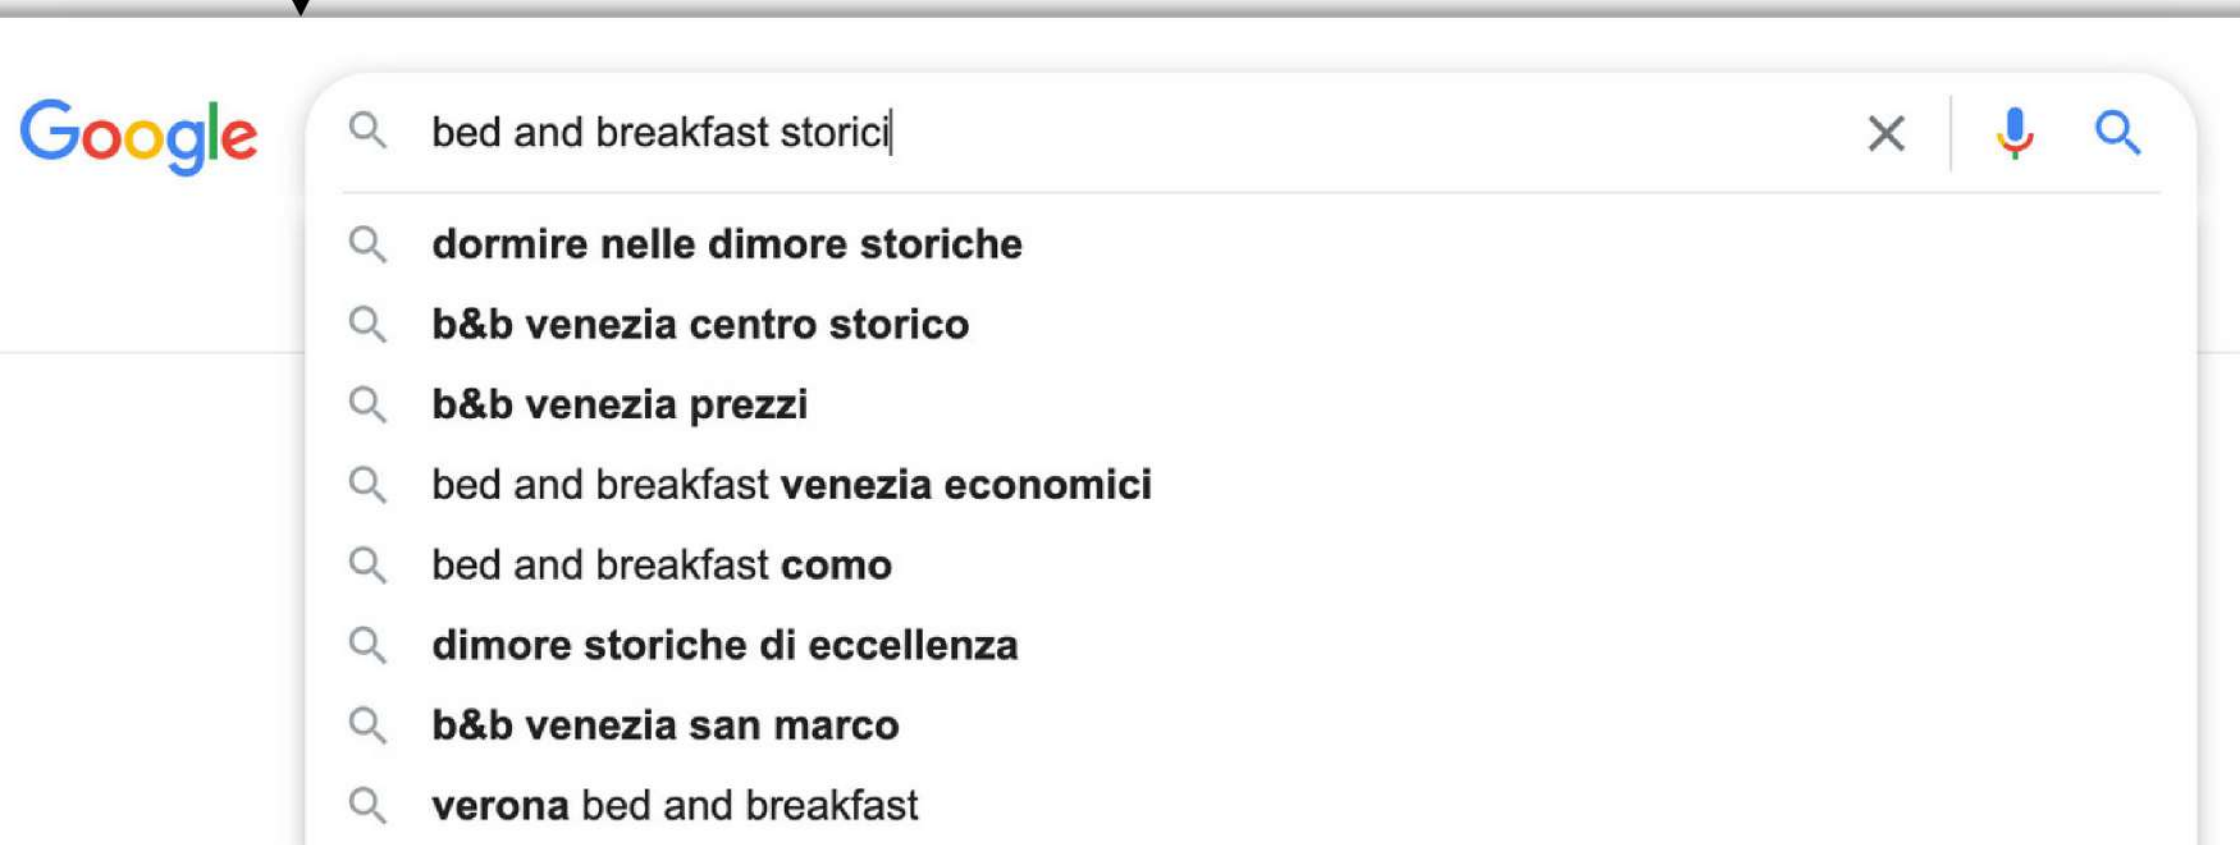 Google
bed and breakfast storici
dormire nelle dimore storiche
b&b venezia centro storico
b&b venezia prezzi
bed and breakfast venezia economici
bed and breakfast como
dimore storiche di eccellenza
b&b venezia san marco
verona bed and breakfast